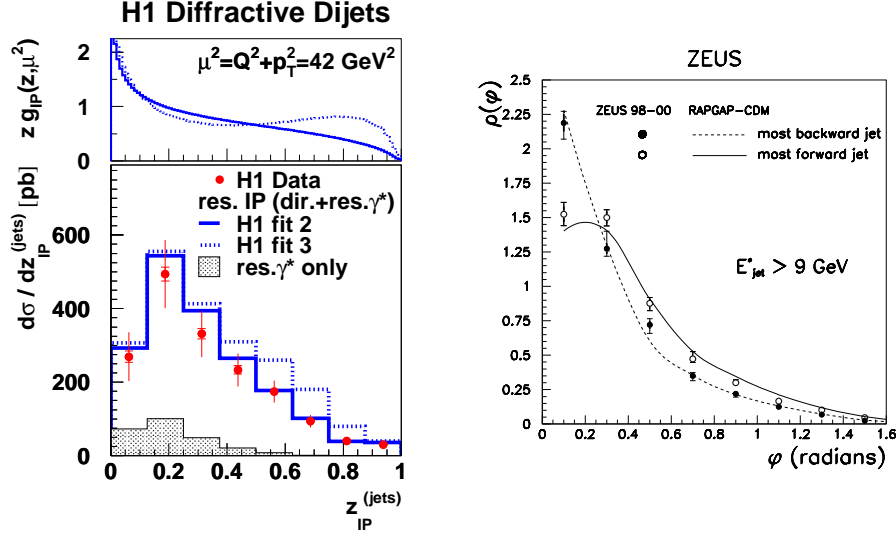 H1 Diffractive Dijets
z g_IP(z,μ²)
2
1
0
μ²=Q²+p_T²=42 GeV²
dσ / dz_IP^(jets) [pb]
600
400
200
0
H1 Data
res. IP (dir.+res.γ*)
H1 fit 2
H1 fit 3
res.γ* only
0 0.2 0.4 0.6 0.8 1
z_IP^(jets)
ZEUS
ρ(φ)
2.5
2.25
2
1.75
1.5
1.25
1
0.75
0.5
0.25
0
ZEUS 98-00 RAPGAP-CDM
most backward jet
most forward jet
E*_jet > 9 GeV
0 0.2 0.4 0.6 0.8 1 1.2 1.4 1.6
φ (radians)